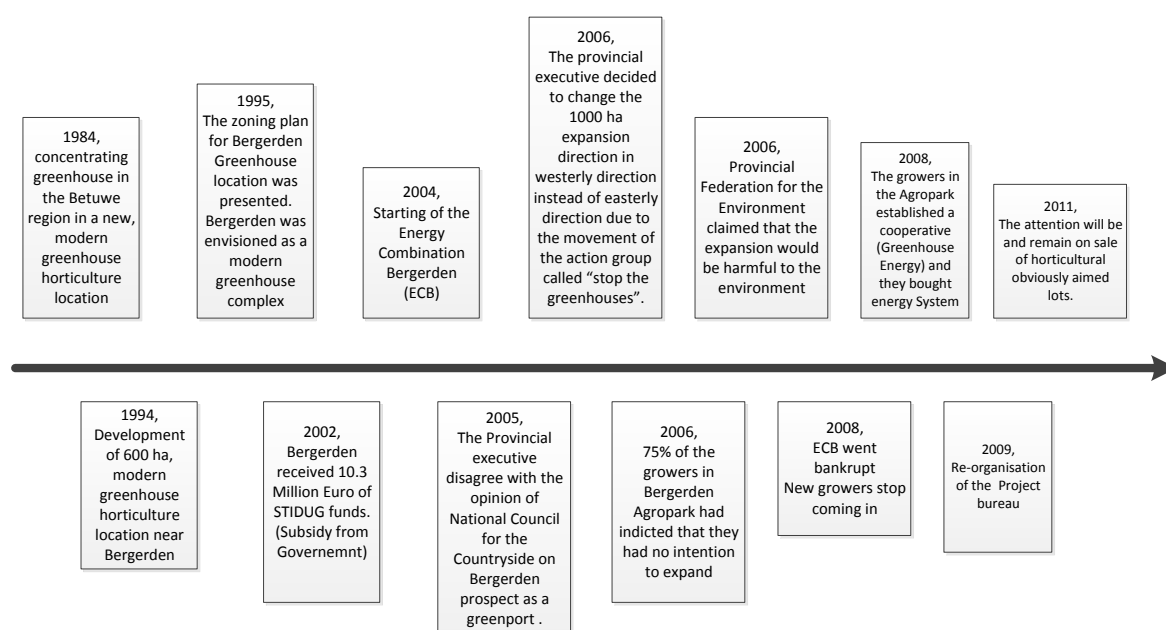 1984,
concentrating
greenhouse in
the Betuwe
region in a new,
modern
greenhouse
horticulture
location
1995,
The zoning plan
for Bergerden
Greenhouse
location was
presented.
Bergerden was
envisioned as a
modern
greenhouse
complex
2004,
Starting of the
Energy
Combination
Bergerden
(ECB)
2006,
The provincial
executive decided
to change the
1000 ha
expansion
direction in
westerly direction
instead of easterly
direction due to
the movement of
the action group
called “stop the
greenhouses”.
2006,
Provincial
Federation for the
Environment
claimed that the
expansion would
be harmful to the
environment
2008,
The growers in
the Agropark
established a
cooperative
(Greenhouse
Energy) and
they bought
energy System
2011,
The attention will be
and remain on sale
of horticultural
obviously aimed
lots.
1994,
Development
of 600 ha,
modern
greenhouse
horticulture
location near
Bergerden
2002,
Bergerden
received 10.3
Million Euro of
STIDUG funds.
(Subsidy from
Governemnt)
2005,
The Provincial
executive
disagree with the
opinion of
National Council
for the
Countryside on
Bergerden
prospect as a
greenport .
2006,
75% of the
growers in
Bergerden
Agropark had
indicted that they
had no intention
to expand
2008,
ECB went
bankrupt
New growers stop
coming in
2009,
Re-organisation
of the Project
bureau